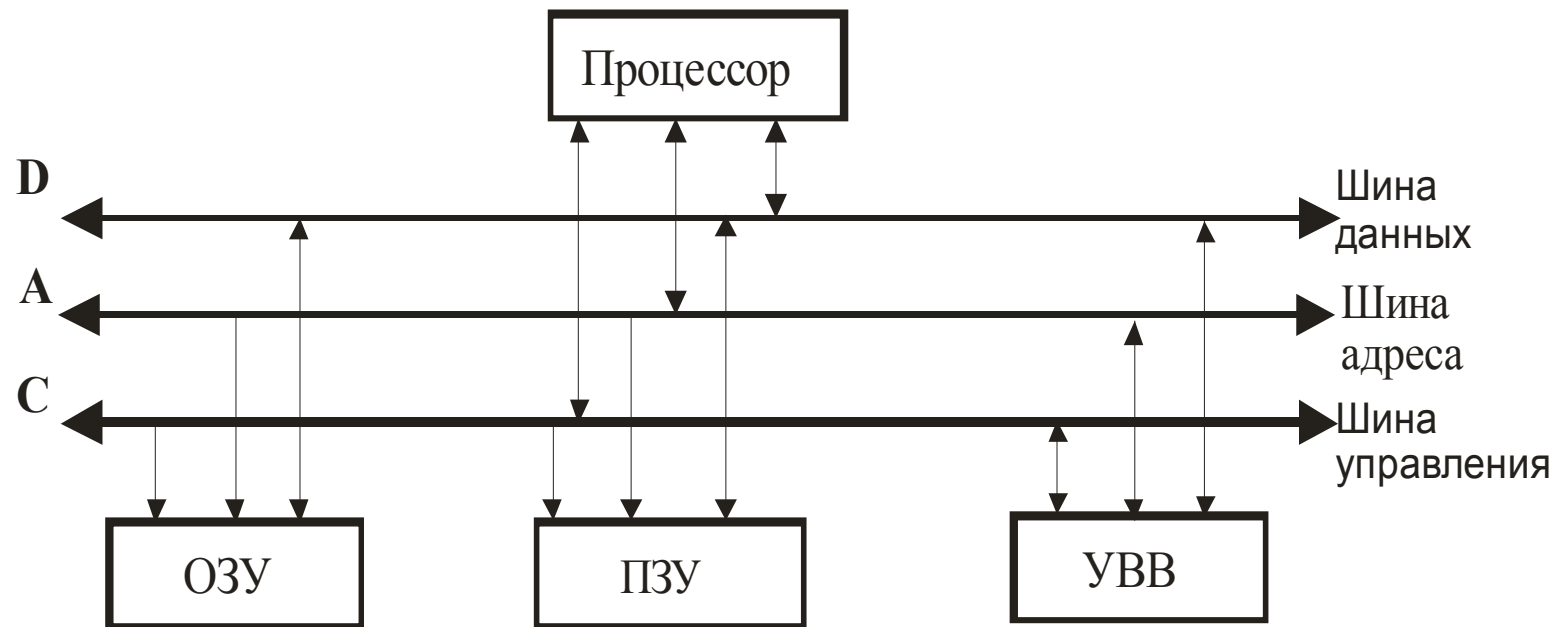 Процессор
D
Шина
данных
A
Шина
адреса
C
Шина
управления
ОЗУ
ПЗУ
УВВ